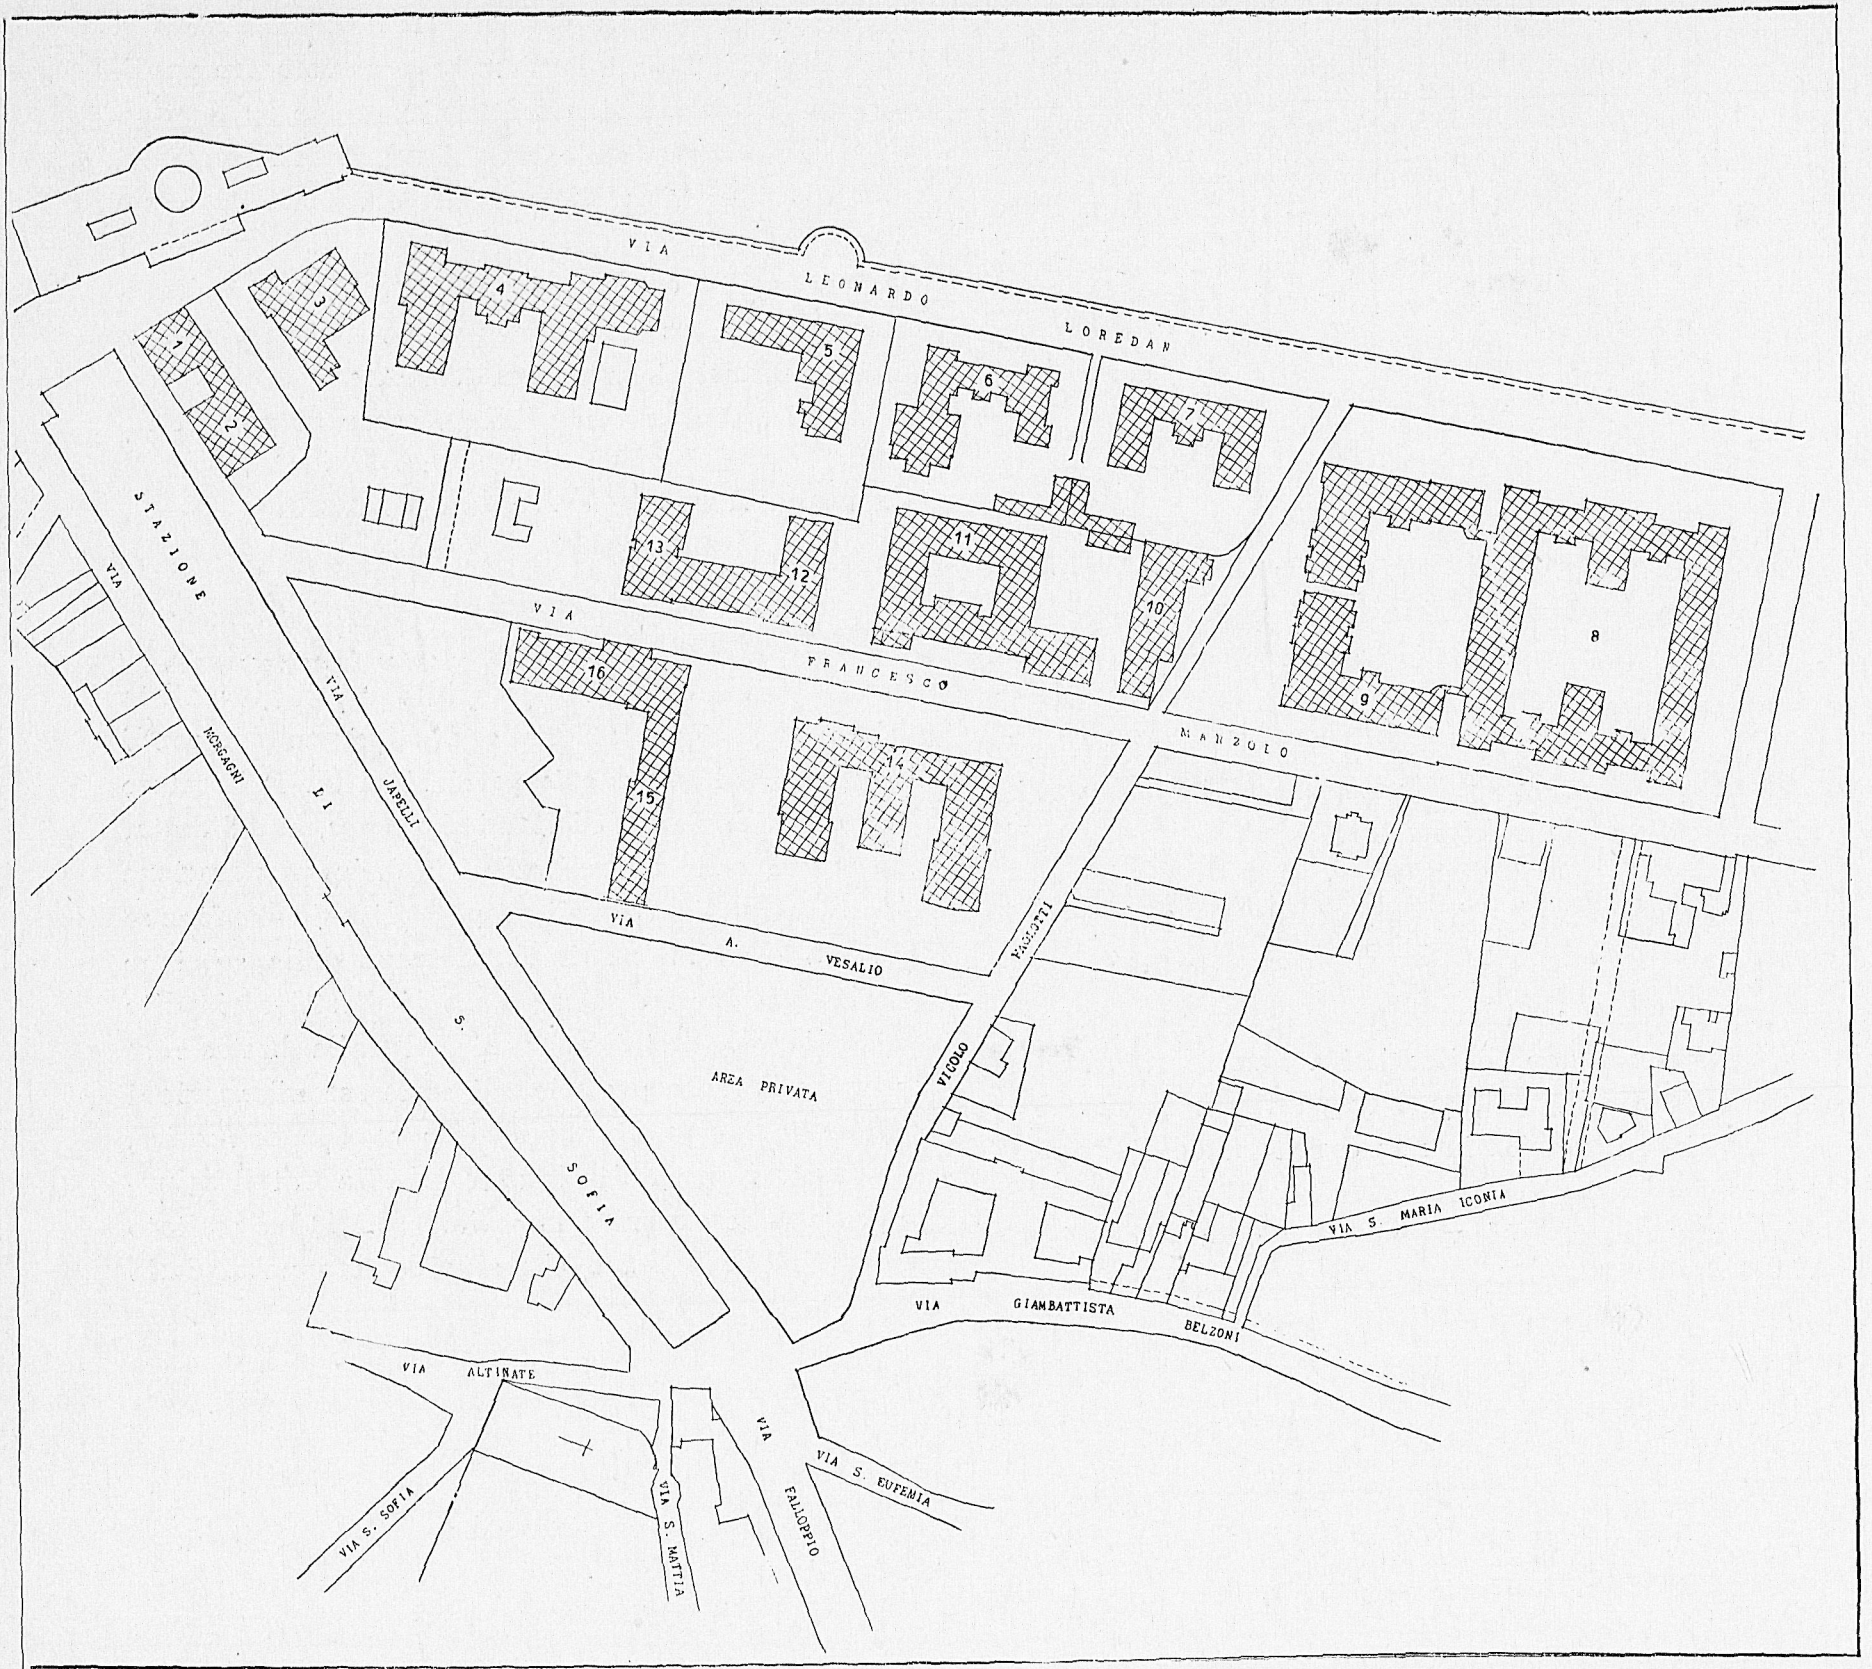 VIA
LEONARDO
LOREDAN
1
2
3
4
5
6
7
8
9
10
11
12
13
14
15
16
STAZIONE
LI
S.
SOFIA
VIA
MORGAGNI
VIA
JAPELLI
VIA
FRANCESCO
MANZOLO
VIA
A.
VESALIO
VICOLO
AREA PRIVATA
VIA S. MARIA ICONIA
VIA
GIAMBATTISTA
BELZONI
VIA
ALTINATE
VIA
FALLOPPIO
VIA S. EUFEMIA
VIA S. SOFIA
VIA S. MATTIA